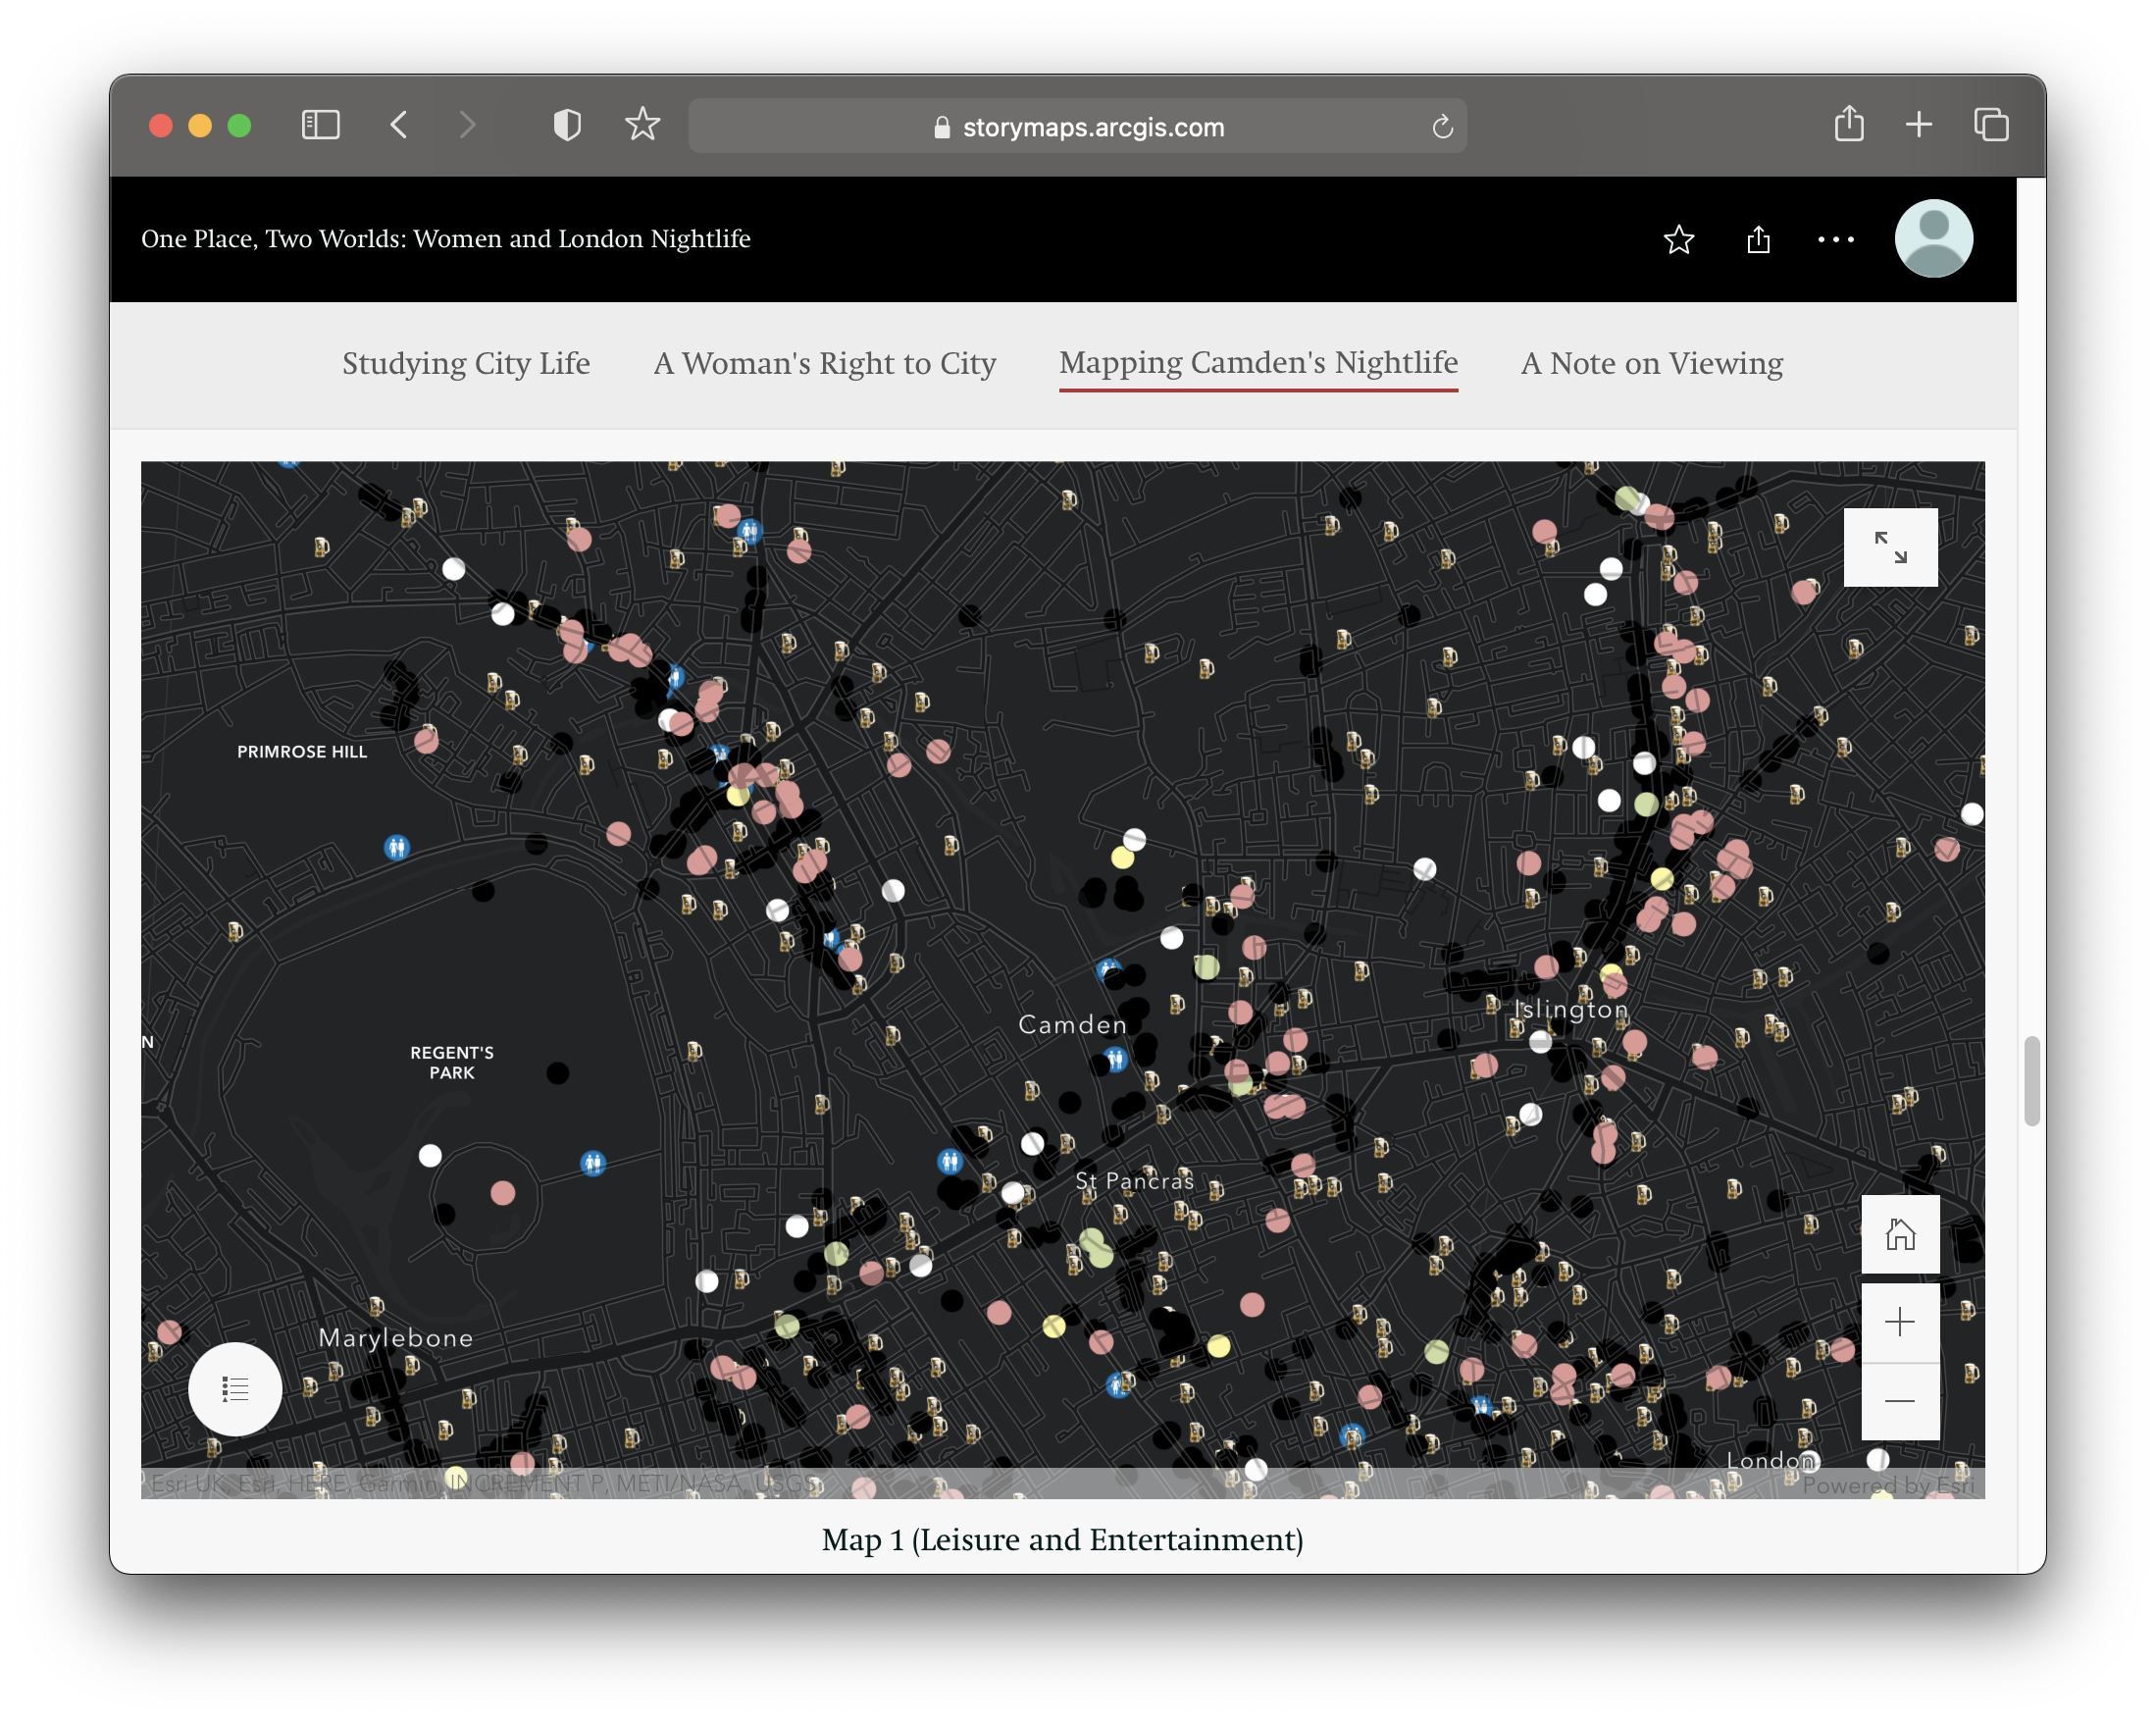 storymaps.arcgis.com
One Place, Two Worlds: Women and London Nightlife
Studying City Life
A Woman's Right to City
Mapping Camden's Nightlife
A Note on Viewing
PRIMROSE HILL
Camden
Islington
N
REGENT'S
PARK
St Pancras
Marylebone
London
Esri UK, Esri, HERE, Garmin, INCREMENT P, METI/NASA, USGS
Powered by Esri
Map 1 (Leisure and Entertainment)